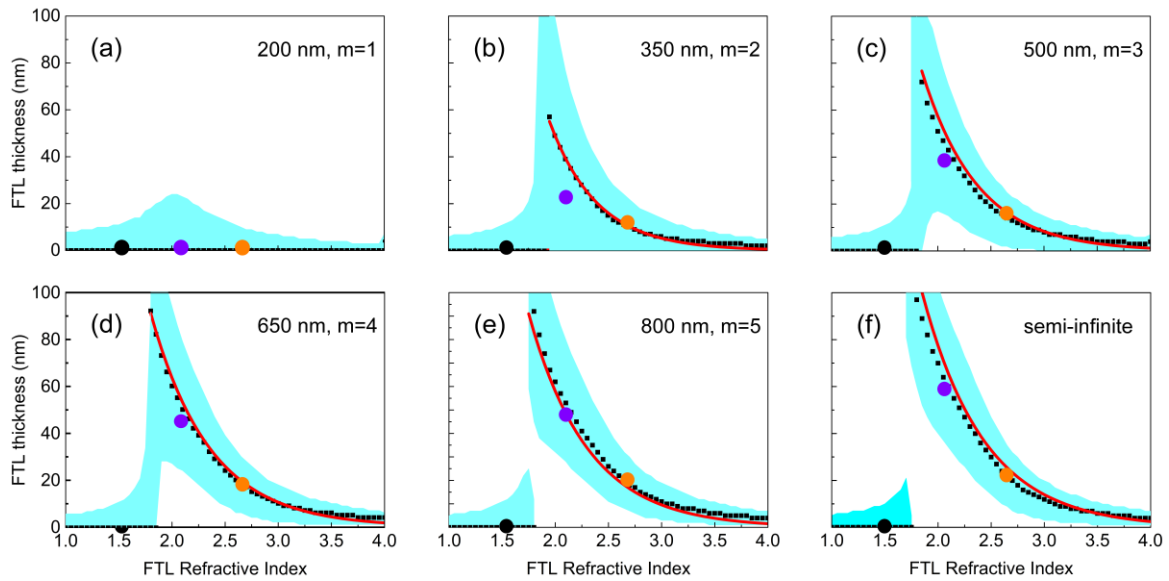 (a) 200 nm, m=1
(b) 350 nm, m=2
(c) 500 nm, m=3
FTL thickness (nm)
100
80
60
40
20
0
(d) 650 nm, m=4
(e) 800 nm, m=5
(f) semi-infinite
FTL thickness (nm)
100
80
60
40
20
0
1.0 1.5 2.0 2.5 3.0 3.5 4.0
1.0 1.5 2.0 2.5 3.0 3.5 4.0
1.0 1.5 2.0 2.5 3.0 3.5 4.0
FTL Refractive Index
FTL Refractive Index
FTL Refractive Index